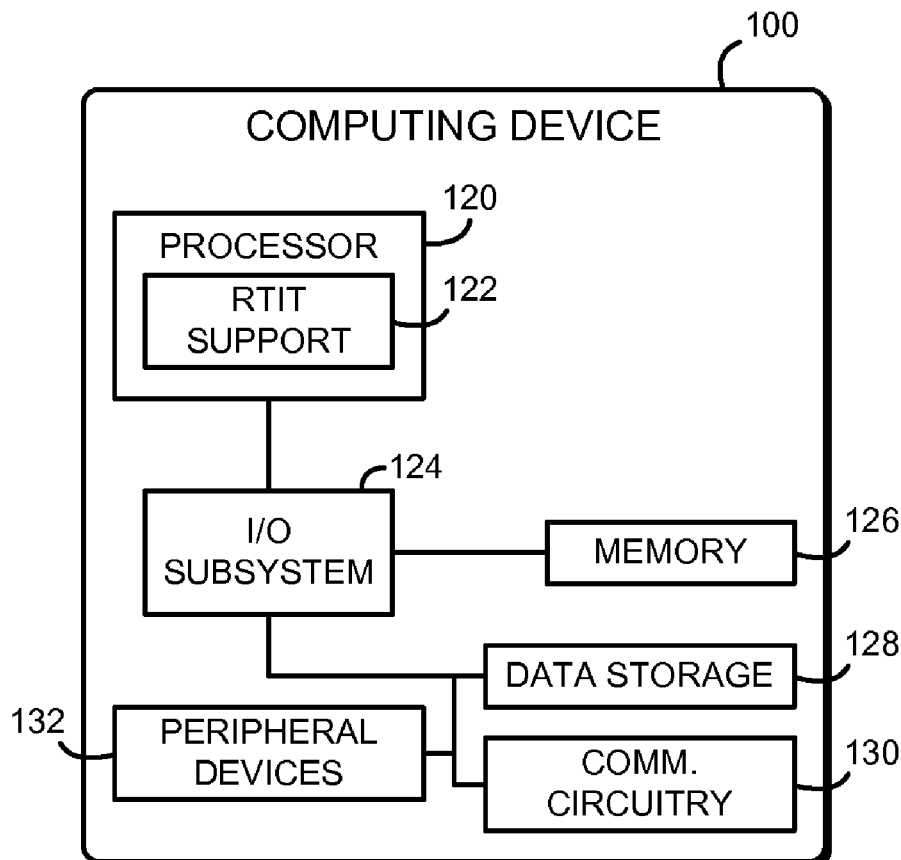 100
COMPUTING DEVICE
120
PROCESSOR
122
RTIT
SUPPORT
124
I/O
SUBSYSTEM
126
MEMORY
128
DATA STORAGE
132
PERIPHERAL
DEVICES
130
COMM.
CIRCUITRY